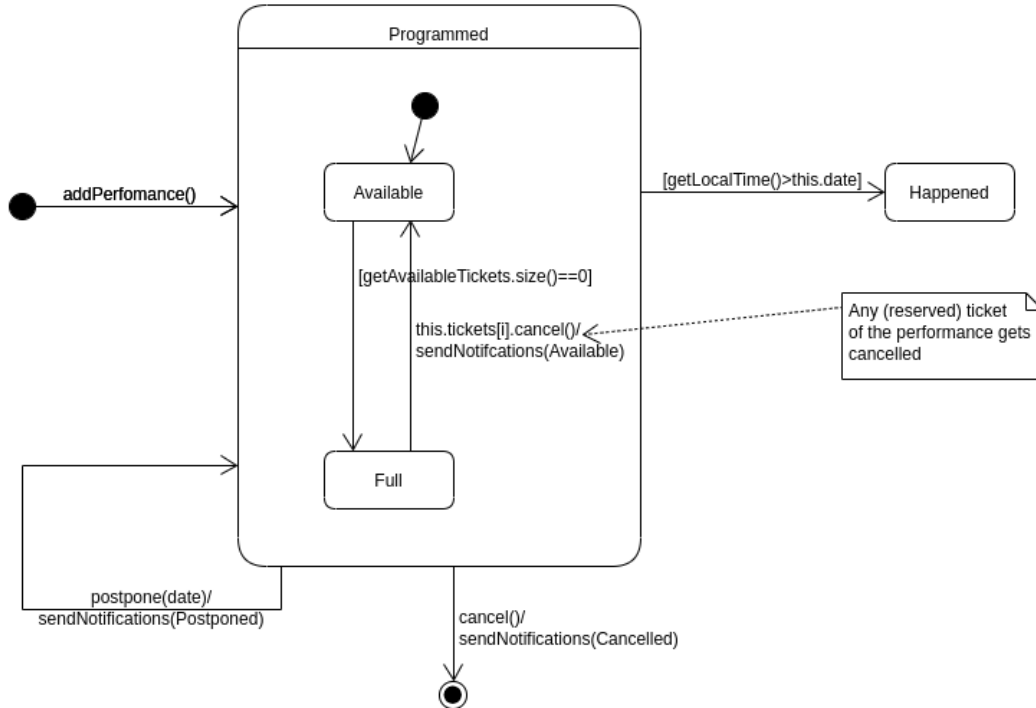 Programmed
addPerfomance()
Available
[getLocalTime()>this.date]
Happened
[getAvailableTickets.size()==0]
this.tickets[i].cancel()/
sendNotifcations(Available)
Any (reserved) ticket
of the performance gets
cancelled
Full
postpone(date)/
sendNotifications(Postponed)
cancel()/
sendNotifications(Cancelled)